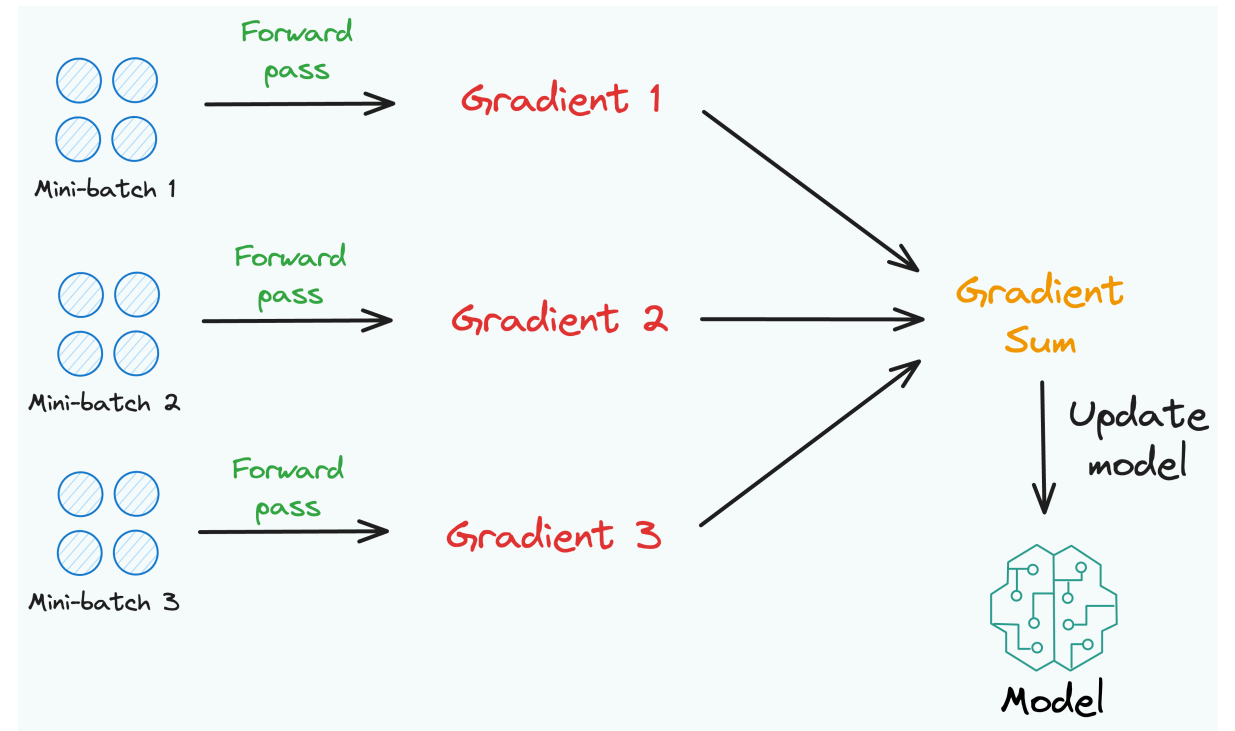 Forward
pass
Gradient 1
Mini-batch 1
Forward
pass
Gradient 2
Mini-batch 2
Forward
pass
Gradient 3
Mini-batch 3
Gradient
Sum
Update
model
Model